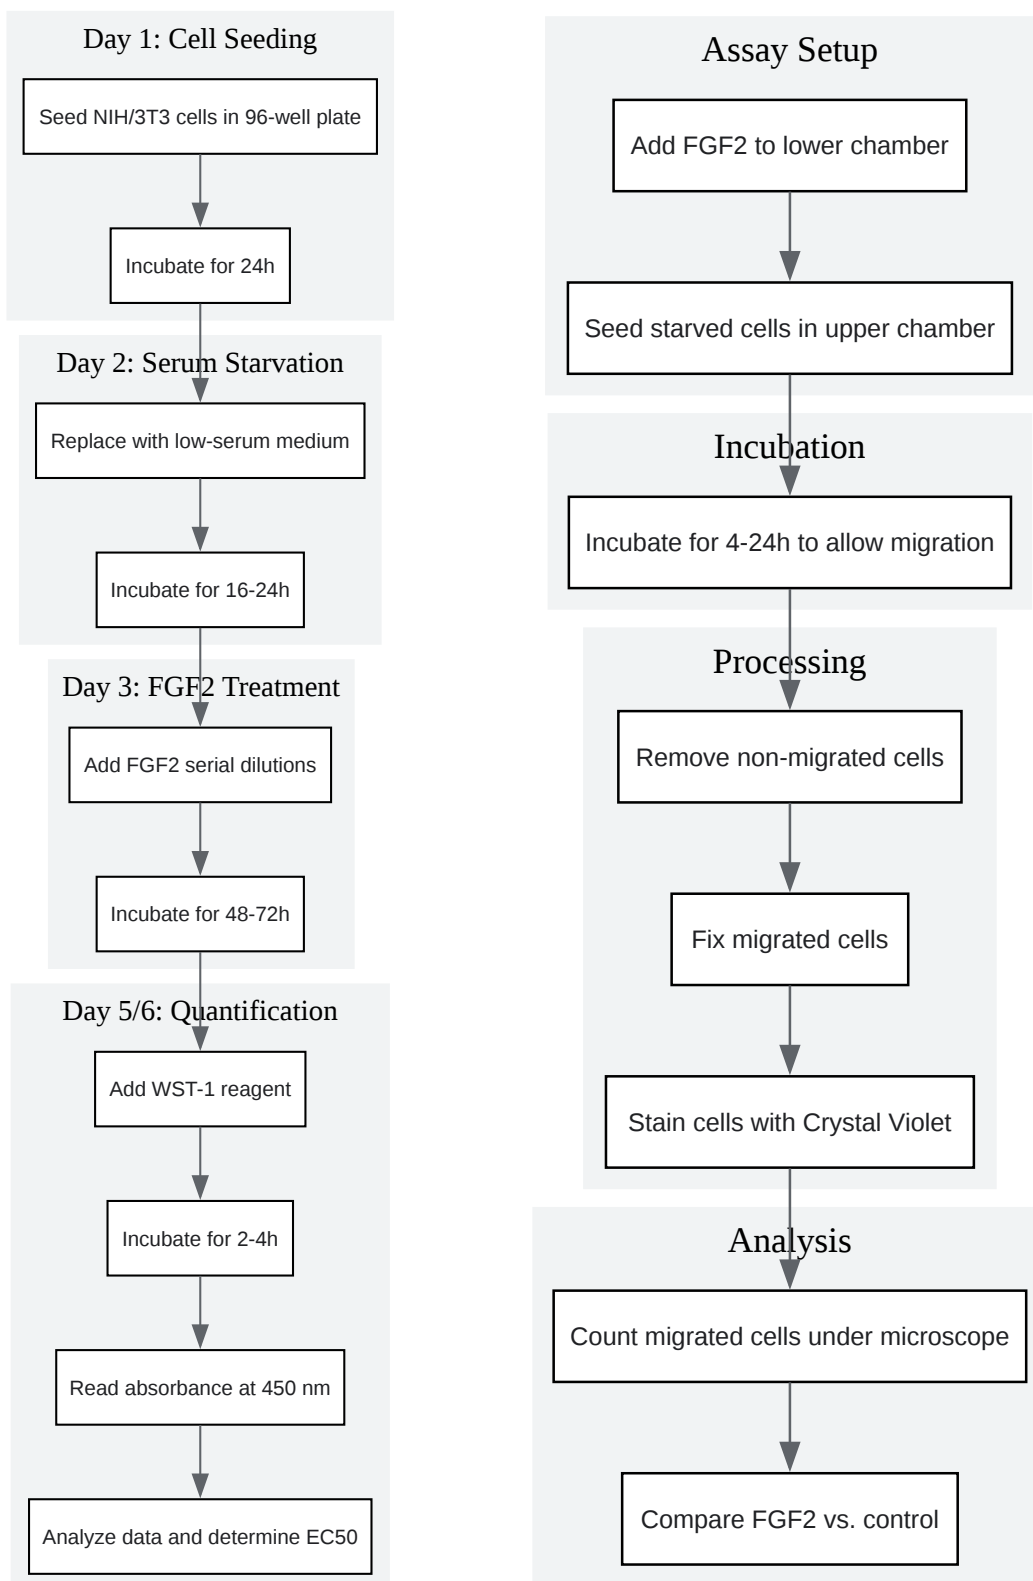 Day 1: Cell Seeding
Seed NIH/3T3 cells in 96-well plate
Incubate for 24h
Day 2: Serum Starvation
Replace with low-serum medium
Incubate for 16-24h
Day 3: FGF2 Treatment
Add FGF2 serial dilutions
Incubate for 48-72h
Day 5/6: Quantification
Add WST-1 reagent
Incubate for 2-4h
Read absorbance at 450 nm
Analyze data and determine EC50
Assay Setup
Add FGF2 to lower chamber
Seed starved cells in upper chamber
Incubation
Incubate for 4-24h to allow migration
Processing
Remove non-migrated cells
Fix migrated cells
Stain cells with Crystal Violet
Analysis
Count migrated cells under microscope
Compare FGF2 vs. control